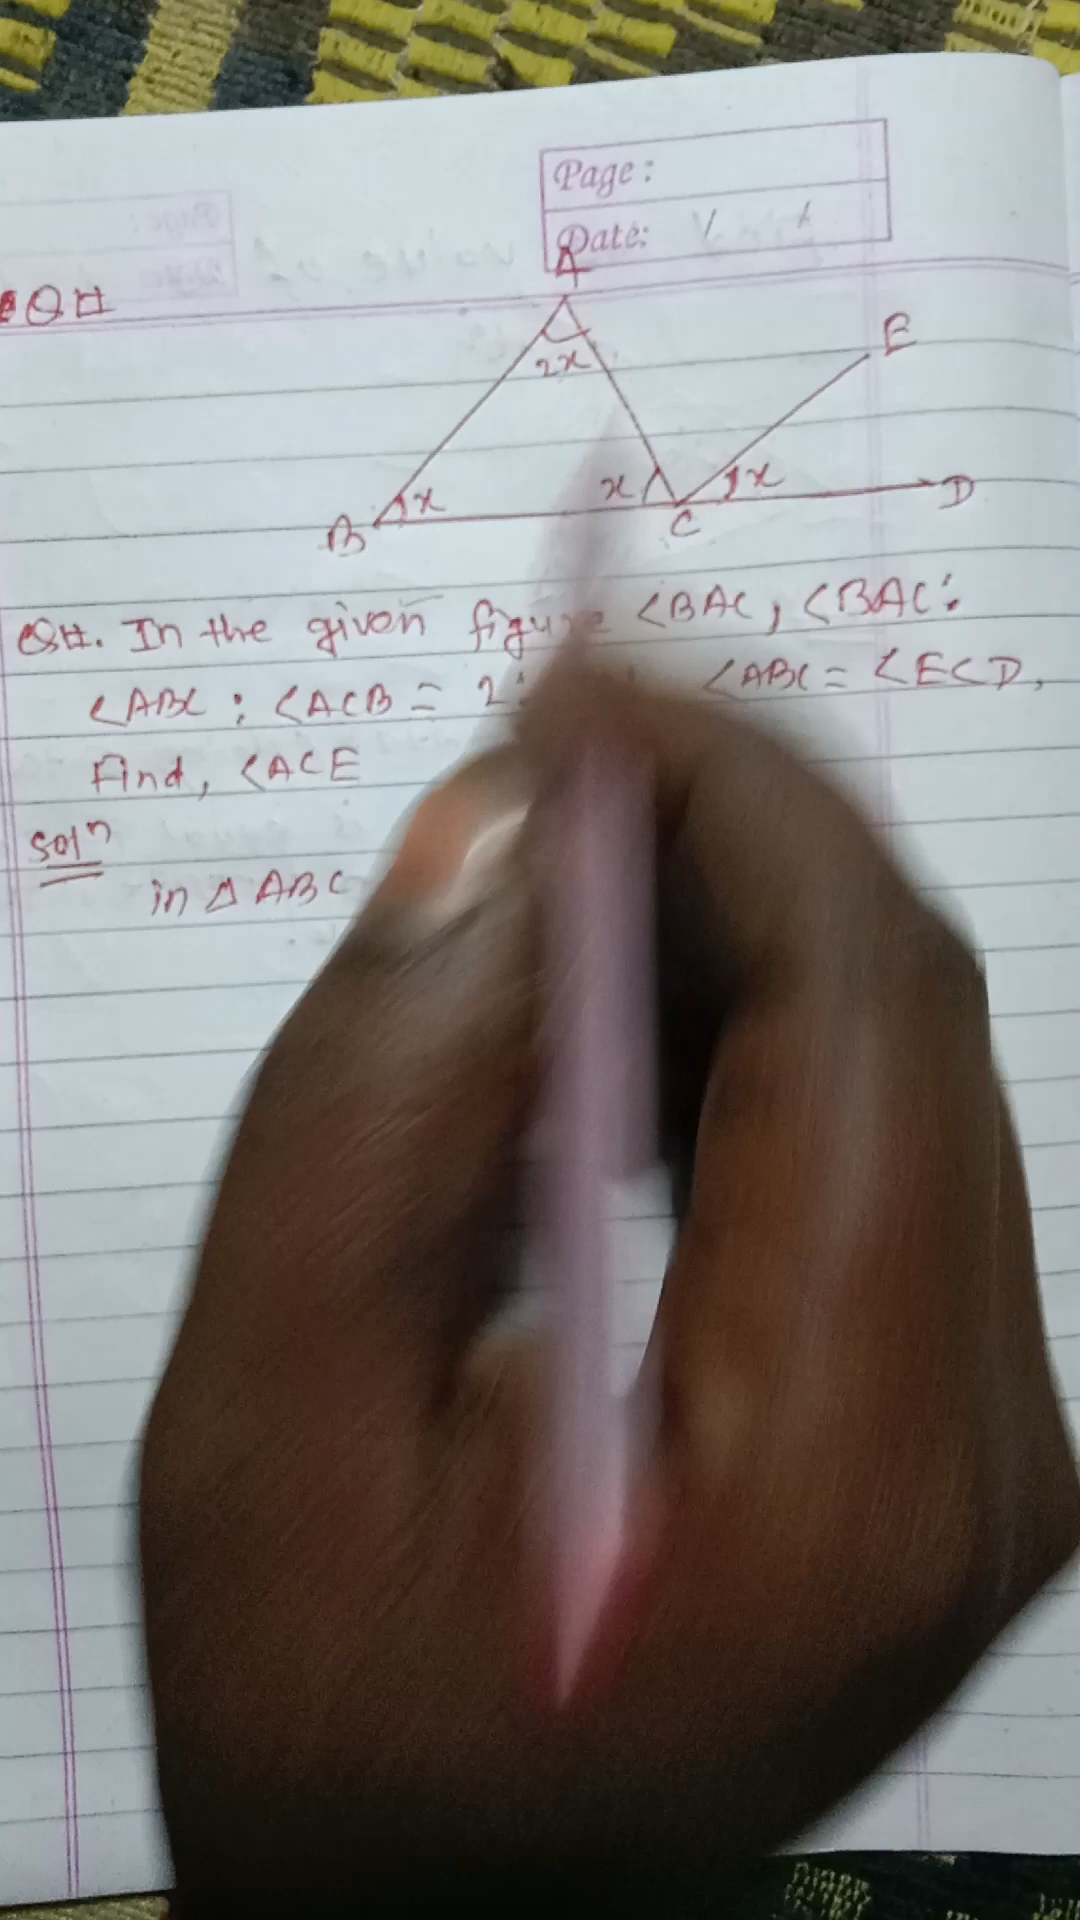 Page:
Date:
A
Q#
E
2x
x
x
x
B
C
D
Q#. In the given figure <BAC, <BAC:
<ABC : <ACB = 2: <ABC = <ECD,
Find, <ACE
Solⁿ
in △ ABC